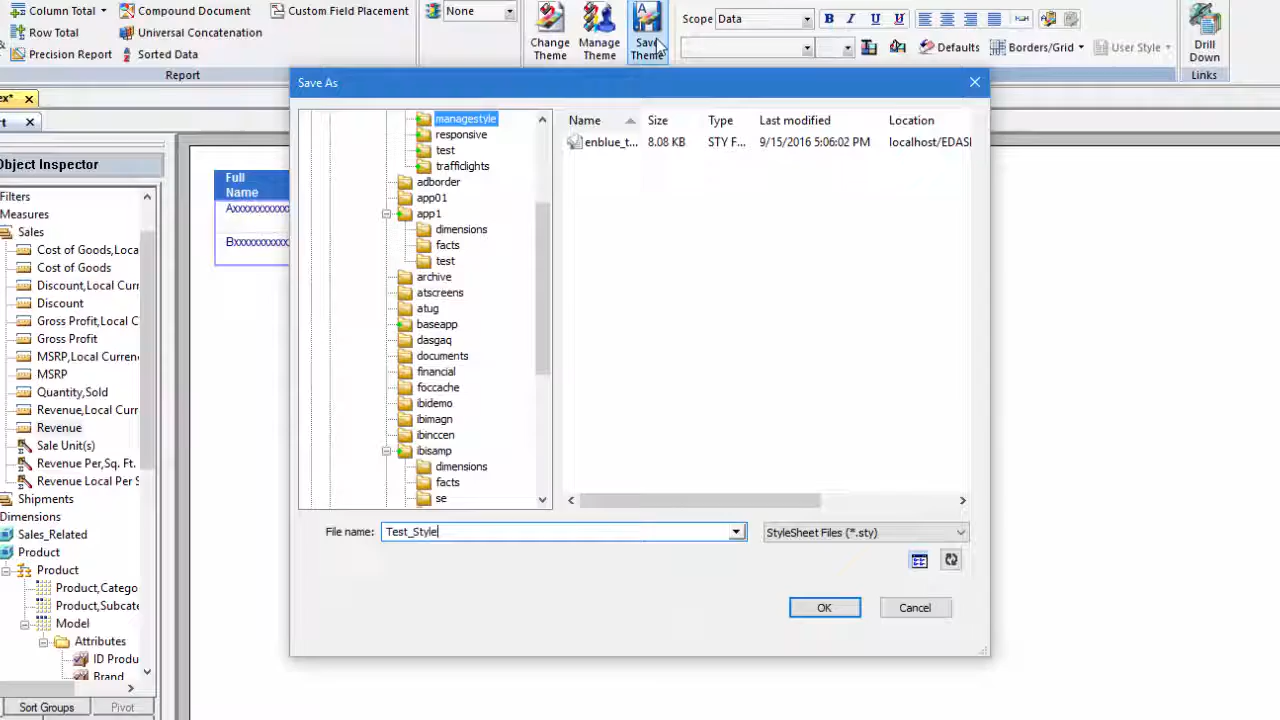 Column Total
Compound Document
Custom Field Placement
None
Change Theme
Manage Theme
Save Theme
Scope
Data
B I U U
Row Total
Universal Concatenation
Precision Report
Sorted Data
Defaults
Borders/Grid
User Style
Drill Down
Report
Links
ex*
rt
Save As
Object Inspector
Filters
Measures
Sales
Cost of Goods,Loca
Cost of Goods
Discount,Local Curr
Discount
Gross Profit,Local C
Gross Profit
MSRP,Local Currenc
MSRP
Quantity,Sold
Revenue,Local Curr
Revenue
Sale Unit(s)
Revenue Per,Sq. Ft.
Revenue Local Per S
Shipments
Dimensions
Sales_Related
Product
Product
Product,Catego
Product,Subcate
Model
Attributes
ID Produ
Brand
Sort Groups
Pivot
Full Name
Axxxxxxxxxxx
Bxxxxxxxxxxx
managestyle
responsive
test
trafficlights
adborder
app01
app1
dimensions
facts
test
archive
atscreens
atug
baseapp
dasgaq
documents
financial
foccache
ibidemo
ibimagn
ibinccen
ibisamp
dimensions
facts
se
Name Size Type Last modified Location
enblue_t... 8.08 KB STY F... 9/15/2016 5:06:02 PM localhost/EDASI
File name: Test_Style
StyleSheet Files (*.sty)
OK
Cancel